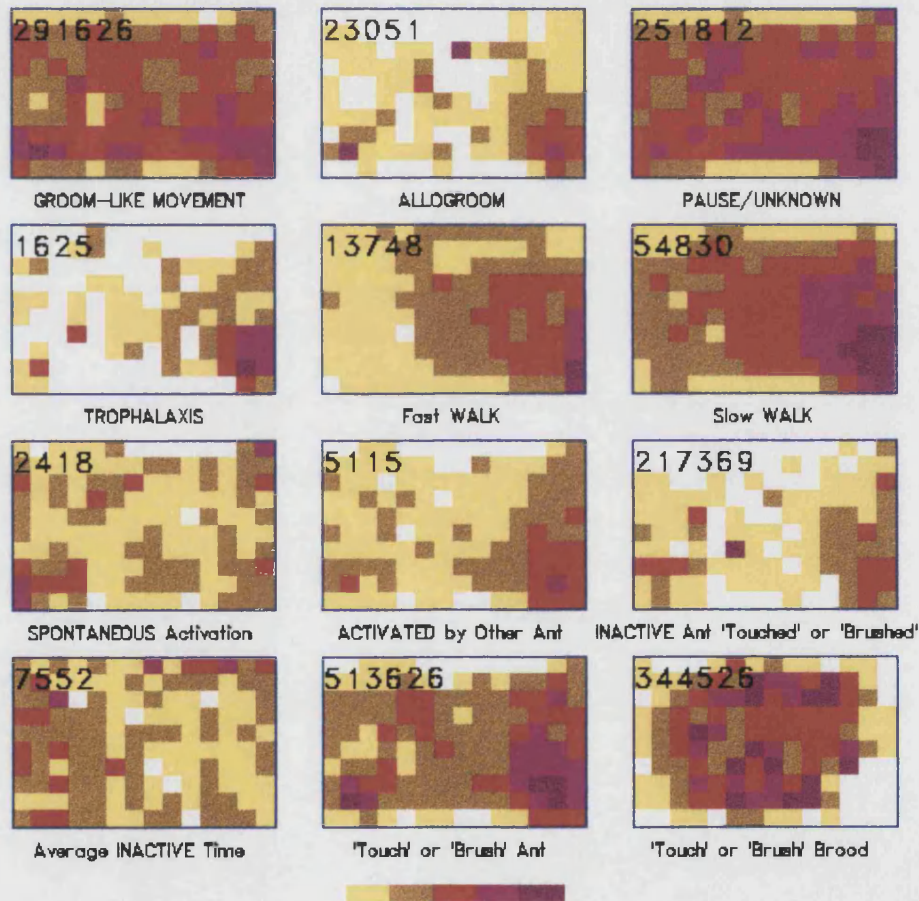 291626 23051 251812
GROOM-LIKE MOVEMENT ALLOGROOM PAUSE/UNKNOWN
1625 13748 54830
TROPHALAXIS Fast WALK Slow WALK
2418 5115 217369
SPONTANEOUS Activation ACTIVATED by Other Ant INACTIVE Ant 'Touched' or 'Brushed'
7552 513626 344526
Average INACTIVE Time 'Touch' or 'Brush' Ant 'Touch' or 'Brush' Brood